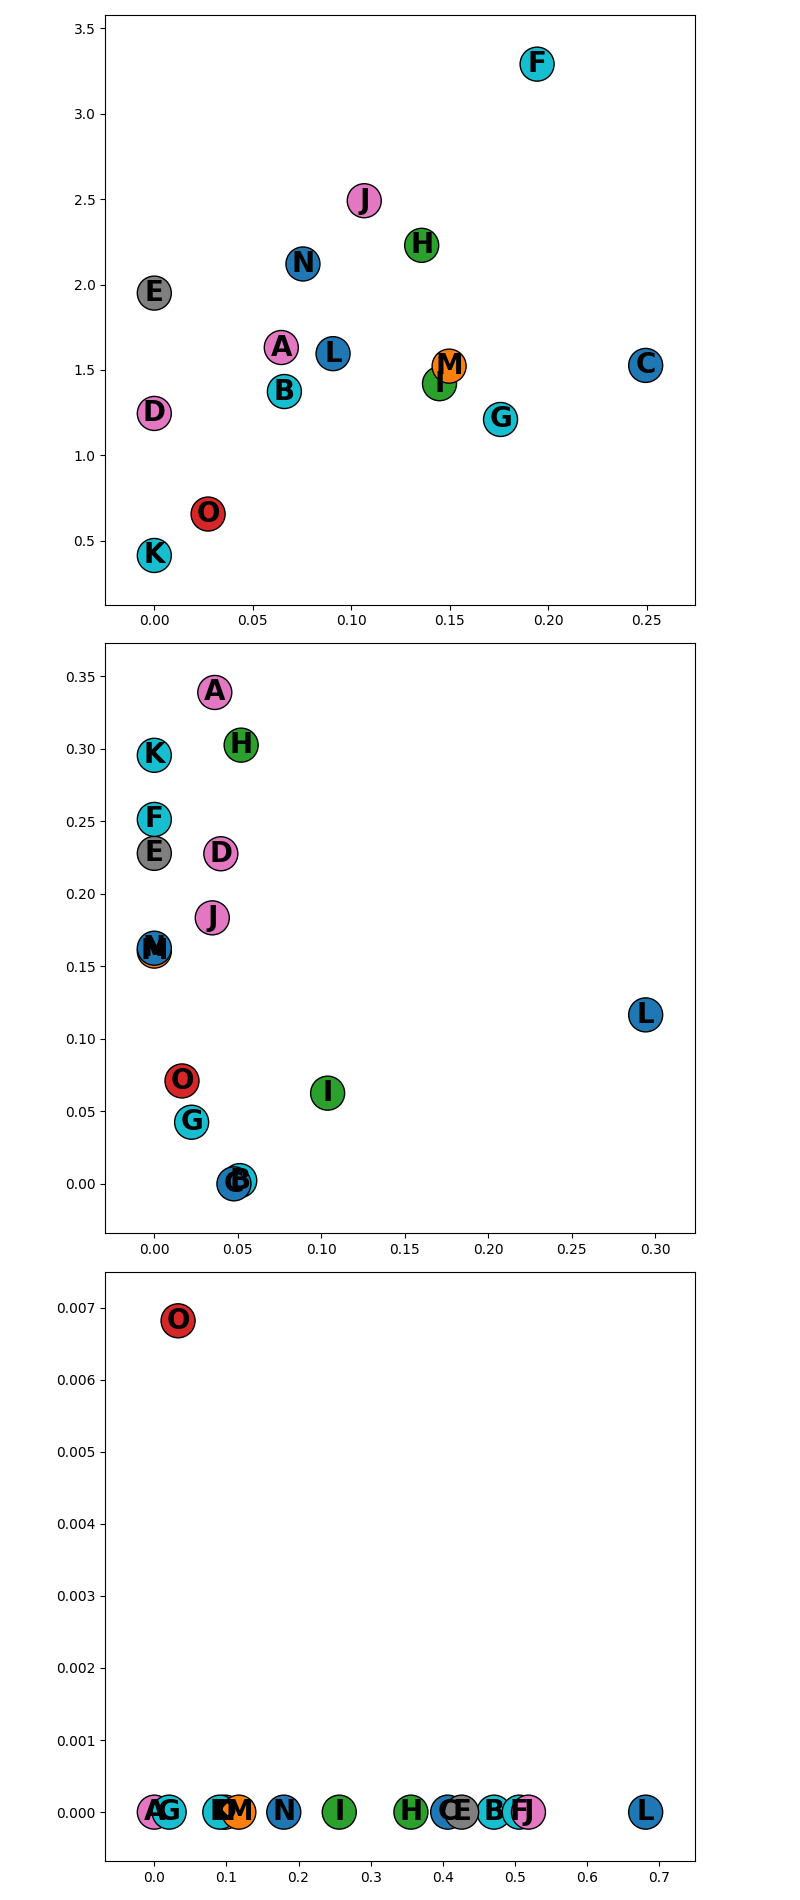 3.5
F
3.0
J
2.5
H
N
2.0
E
A
L
M
C
1.5
I
B
D
G
1.0
O
0.5
K
0.00 0.05 0.10 0.15 0.20 0.25
0.35
A
H
0.30
K
F
0.25
E
D
0.20
J
N
M
0.15
L
0.10
O
I
0.05
G
B
C
0.00
0.00 0.05 0.10 0.15 0.20 0.25 0.30
0.007
O
0.006
0.005
0.004
0.003
0.002
0.001
0.000
A G K M N I H C E B F J L
0.0 0.1 0.2 0.3 0.4 0.5 0.6 0.7